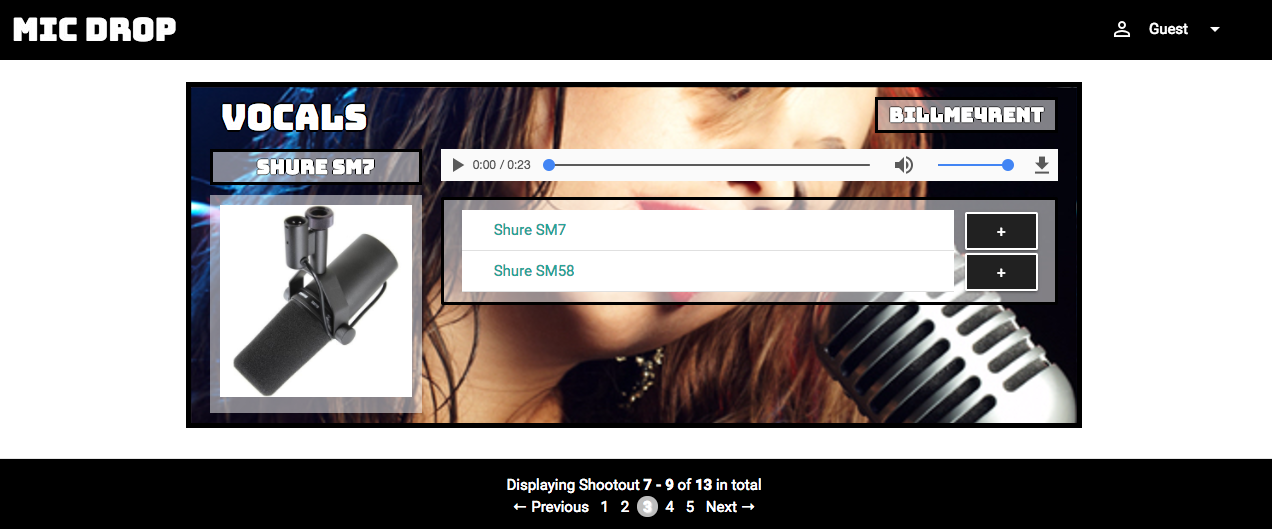 MIC DROP
Guest
VOCALS
BILLME4RENT
SHURE SM7
0:00 / 0:23
Shure SM7
+
Shure SM58
+
Displaying Shootout 7 - 9 of 13 in total
← Previous 1 2 3 4 5 Next →